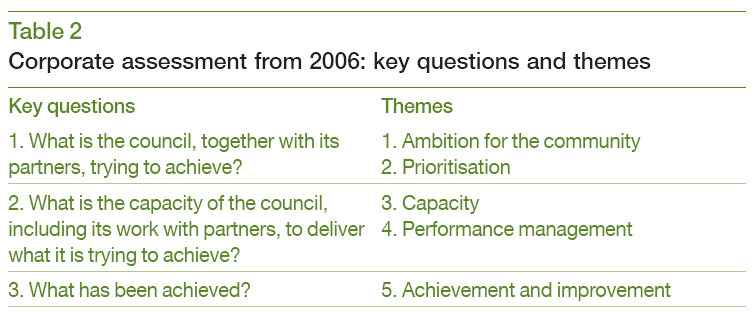 Table 2
Corporate assessment from 2006: key questions and themes
Key questions Themes
1. What is the council, together with its 1. Ambition for the community
partners, trying to achieve? 2. Prioritisation
2. What is the capacity of the council, 3. Capacity
including its work with partners, to deliver 4. Performance management
what it is trying to achieve?
3. What has been achieved? 5. Achievement and improvement